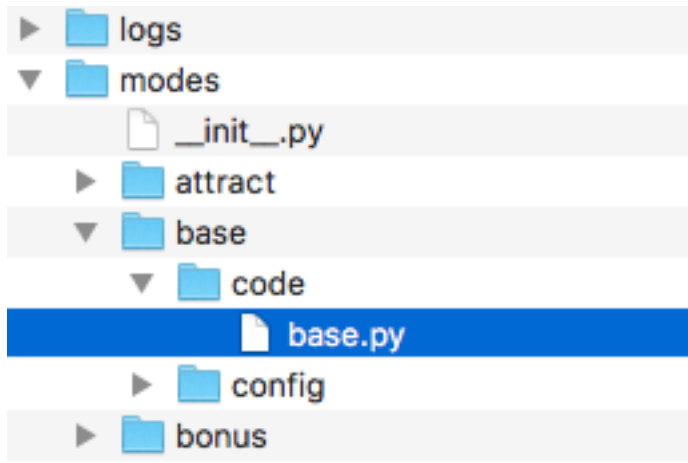 logs
modes
__init__.py
attract
base
code
base.py
config
bonus